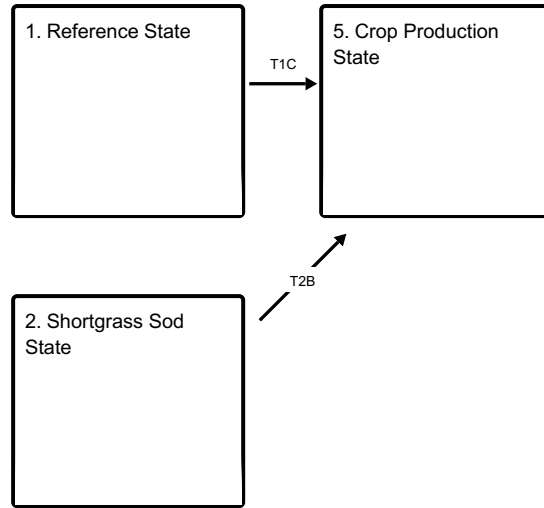 1. Reference State
T1C
5. Crop Production
State
T2B
2. Shortgrass Sod
State